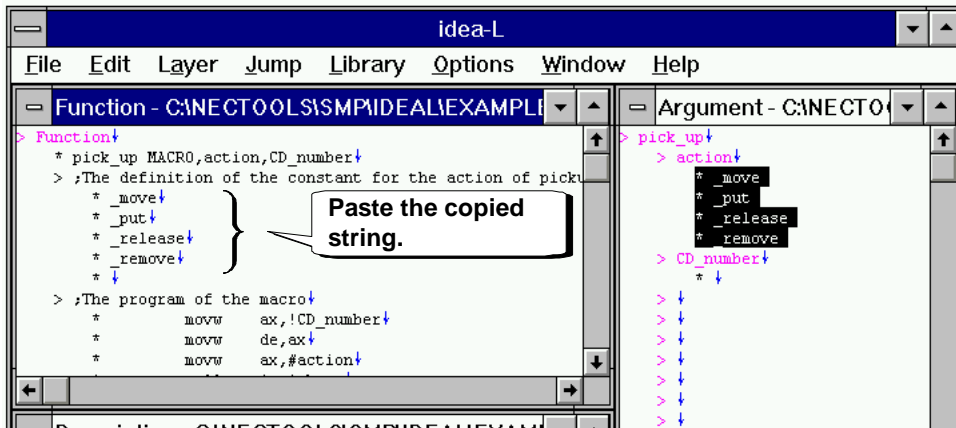 idea-L
File Edit Layer Jump Library Options Window Help
Function - C:\NECTOOLS\SMP\IDEAL\EXAMPLE
> Function↓
* pick_up MACRO,action,CD_number↓
> ;The definition of the constant for the action of picku
* _move↓
* _put↓
* _release↓
* _remove↓
* ↓
> ;The program of the macro↓
* movw ax,!CD_number↓
* movw de,ax↓
* movw ax,#action↓
Paste the copied
string.
Argument - C:\NECTO
> pick_up↓
> action↓
* _move
* _put
* _release
* _remove
> CD_number↓
* ↓
> ↓
> ↓
> ↓
> ↓
> ↓
> ↓
> ↓